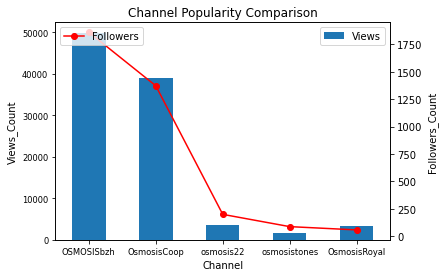 Channel Popularity Comparison
Followers
Views
50000
40000
30000
20000
10000
0
Views_Count
1750
1500
1250
1000
750
500
250
0
Followers_Count
OSMOSISbzh
OsmosisCoop
osmosis22
osmosistones
OsmosisRoyal
Channel